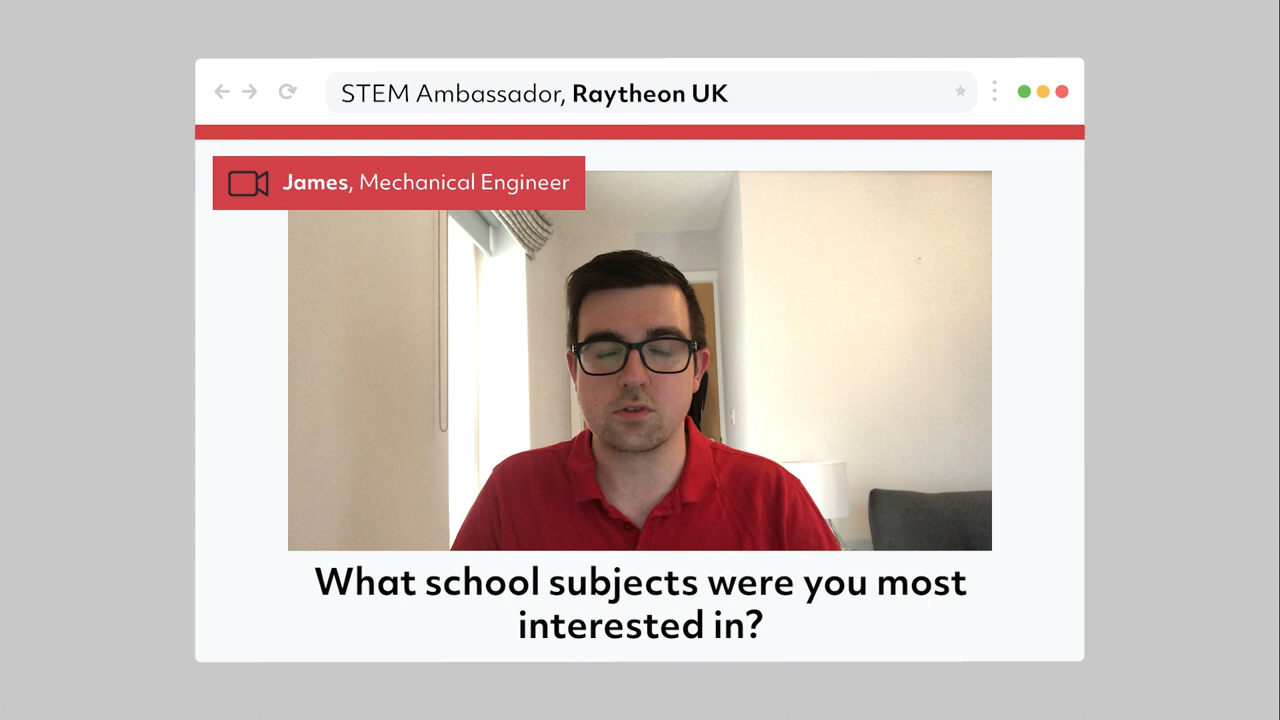 STEM Ambassador, Raytheon UK
James, Mechanical Engineer
What school subjects were you most
interested in?